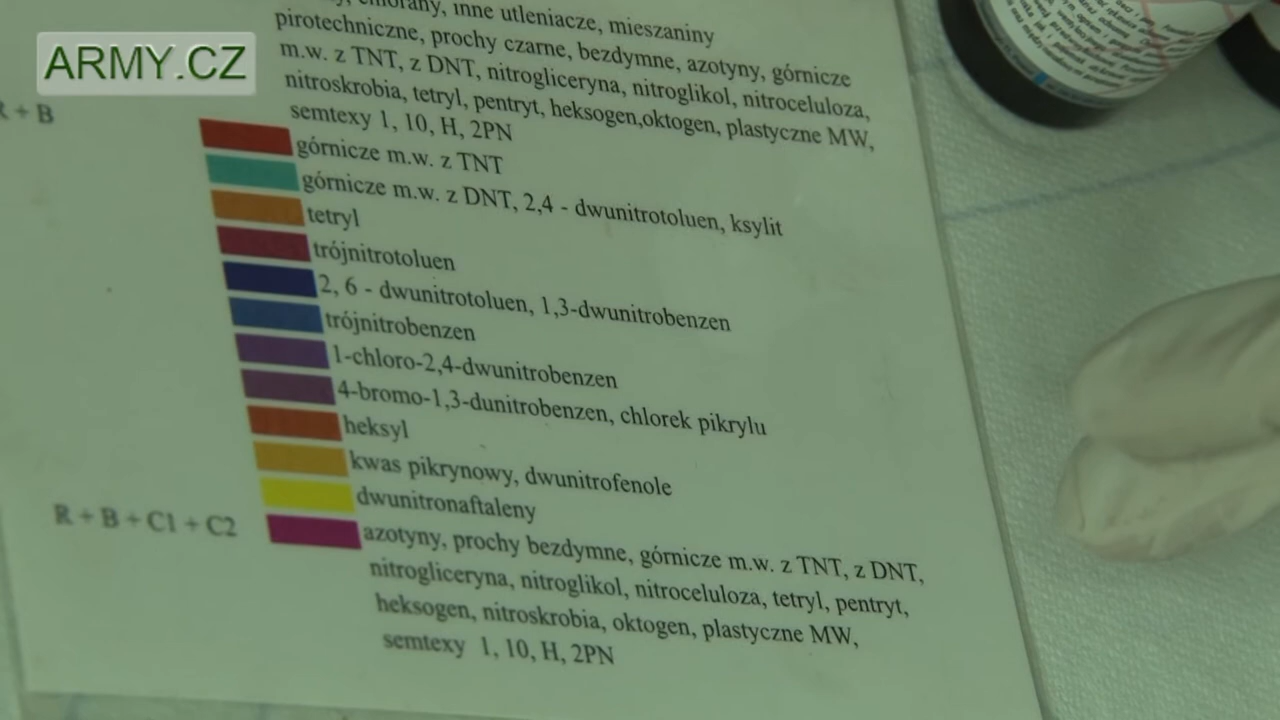 ARMY.CZ
inne utleniacze, mieszaniny
pirotechniczne, prochy czarne, bezdymne, azotyny, górnicze
m.w. z TNT, z DNT, nitrogliceryna, nitroglikol, nitroceluloza,
nitroskrobia, tetryl, pentryt, heksogen,oktogen, plastyczne MW,
semtexy 1, 10, H, 2PN
R + B
górnicze m.w. z TNT
górnicze m.w. z DNT, 2,4 - dwunitrotoluen, ksylit
tetryl
trójnitrotoluen
2, 6 - dwunitrotoluen, 1,3-dwunitrobenzen
trójnitrobenzen
1-chloro-2,4-dwunitrobenzen
4-bromo-1,3-dunitrobenzen, chlorek pikrylu
heksyl
kwas pikrynowy, dwunitrofenole
dwunitronaftaleny
R + B + C1 + C2
azotyny, prochy bezdymne, górnicze m.w. z TNT, z DNT,
nitrogliceryna, nitroglikol, nitroceluloza, tetryl, pentryt,
heksogen, nitroskrobia, oktogen, plastyczne MW,
semtexy 1, 10, H, 2PN